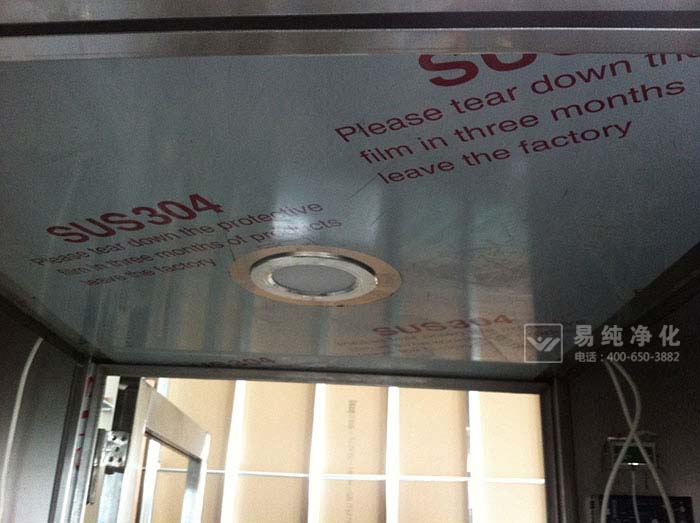 SUS
Please tear down the
film in three months
leave the factory
SUS304
Please tear down the protective
film in three months of products
leave the factory
SUS304
SUS304
易纯净化
电话:400-650-3882